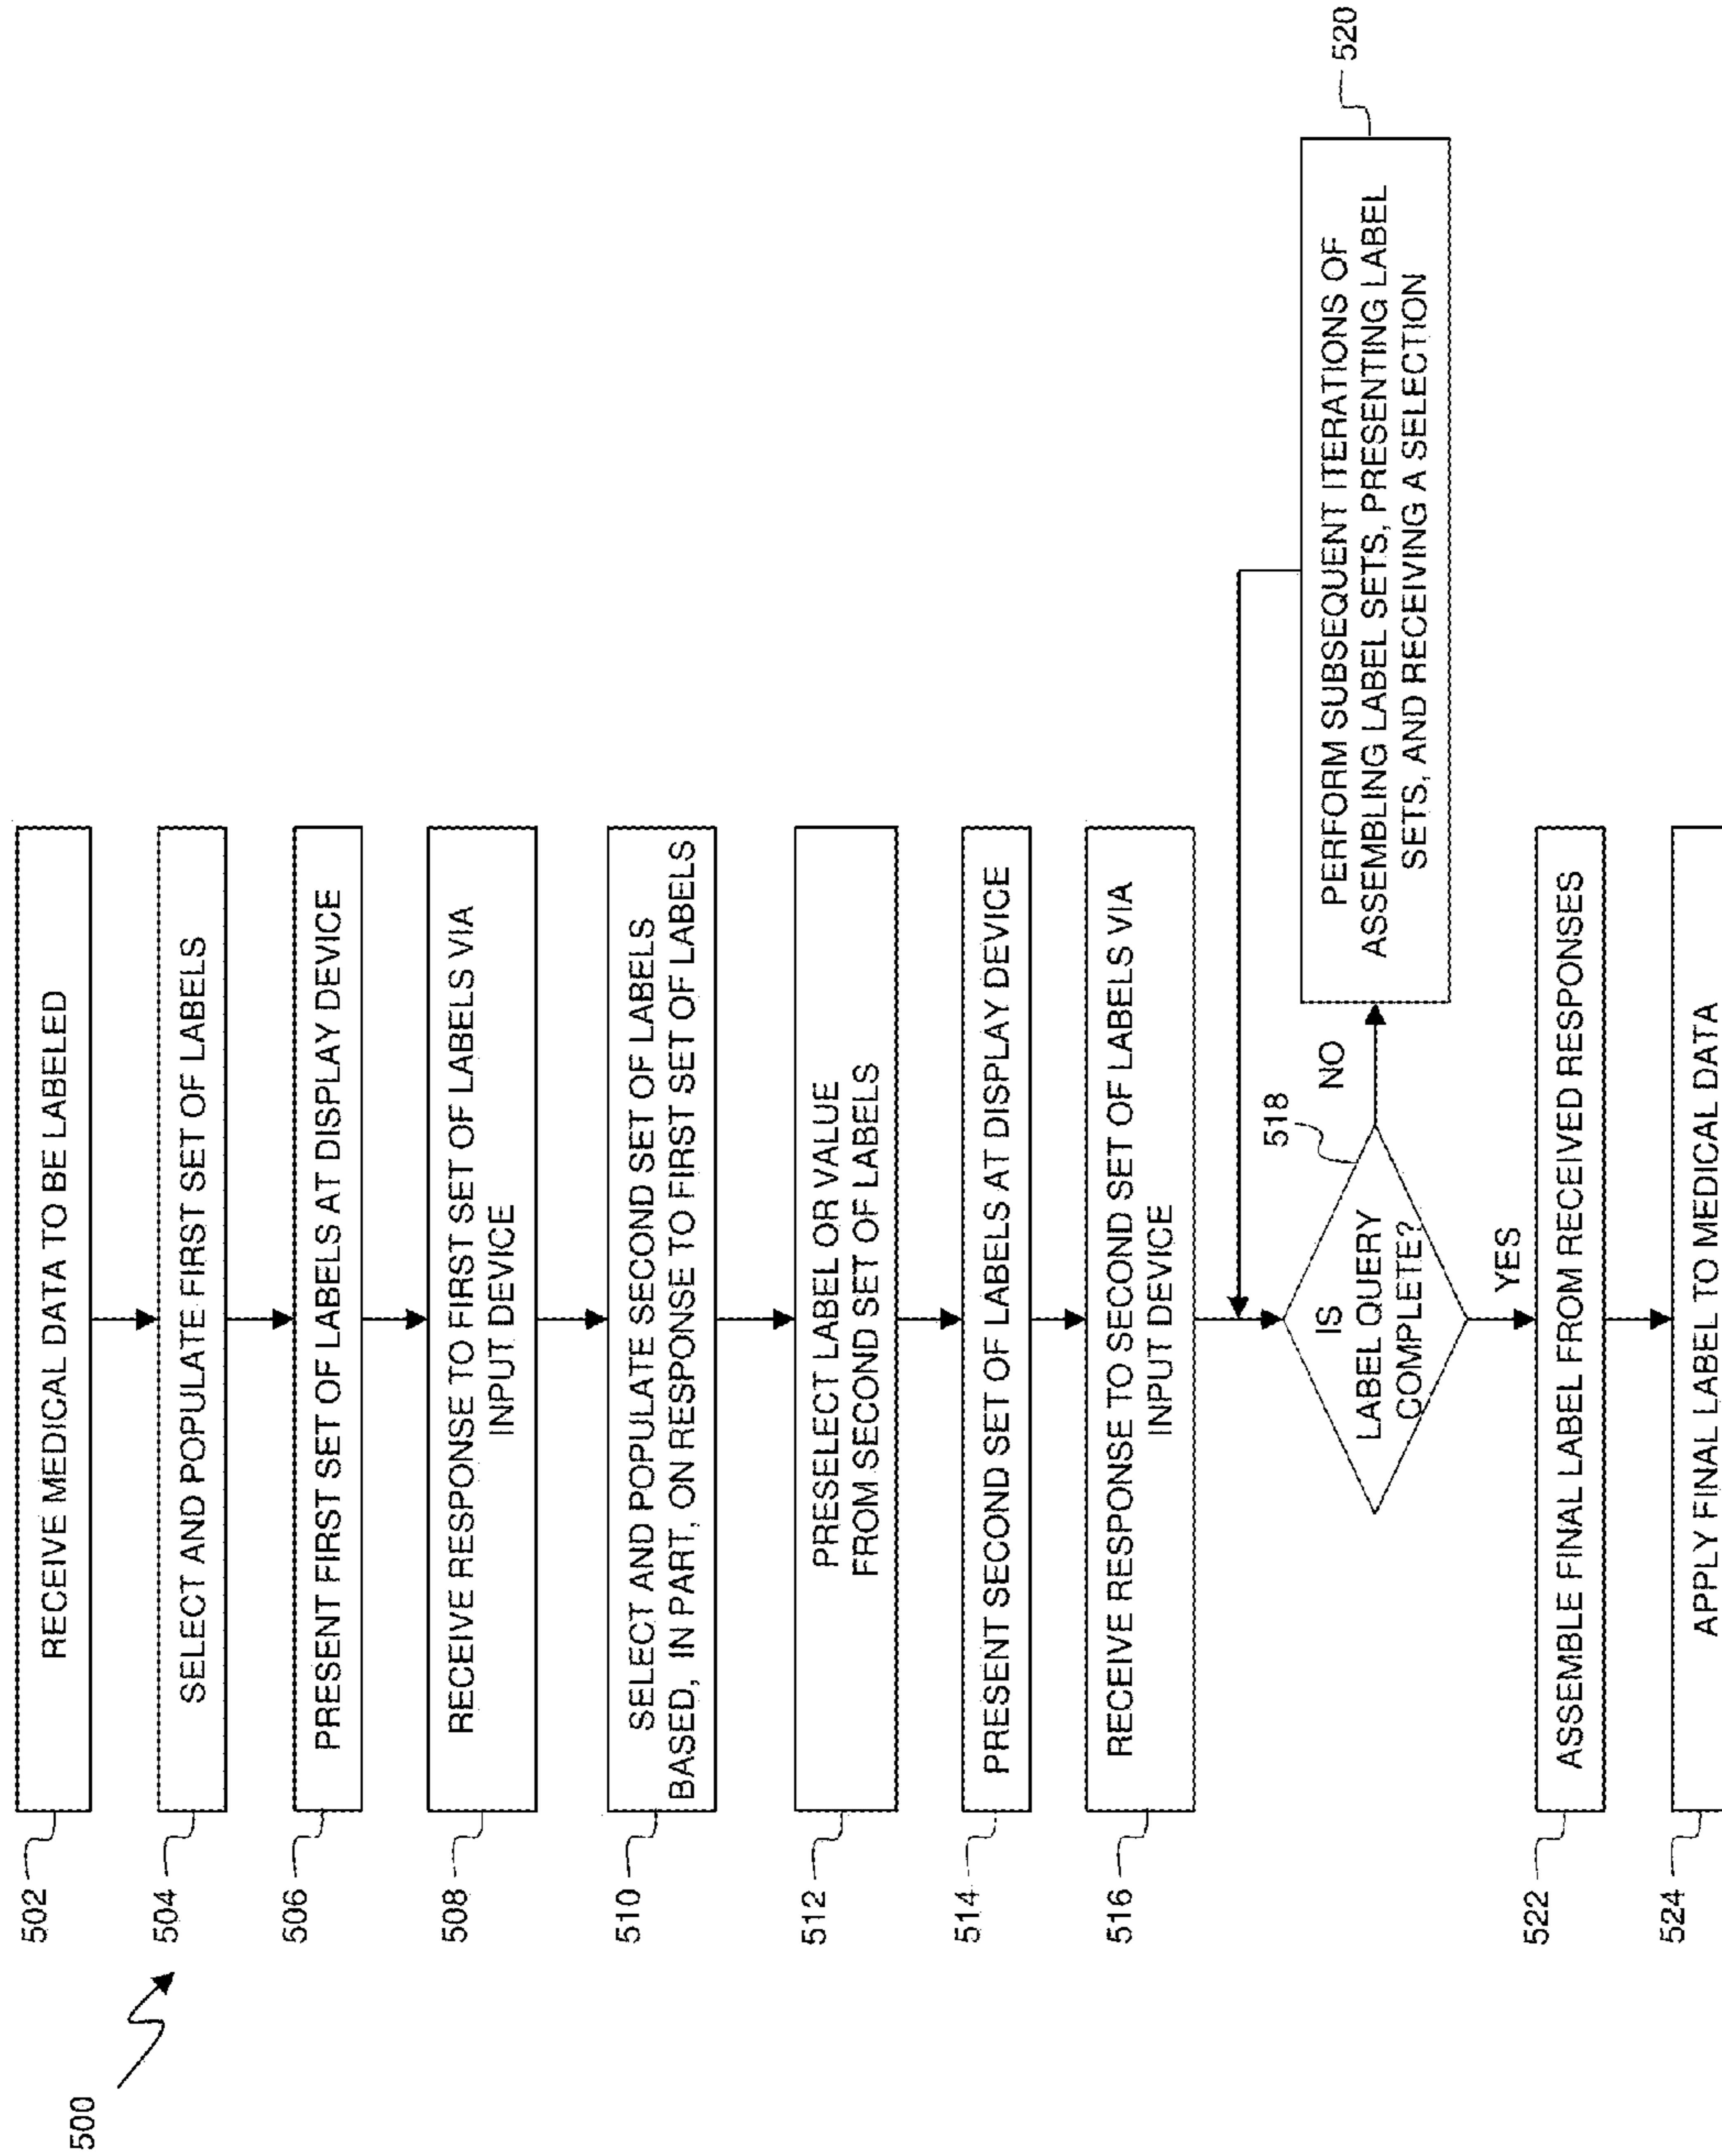 500
502
RECEIVE MEDICAL DATA TO BE LABELED
504
SELECT AND POPULATE FIRST SET OF LABELS
506
PRESENT FIRST SET OF LABELS AT DISPLAY DEVICE
508
RECEIVE RESPONSE TO FIRST SET OF LABELS VIA
INPUT DEVICE
510
SELECT AND POPULATE SECOND SET OF LABELS
BASED, IN PART, ON RESPONSE TO FIRST SET OF LABELS
512
PRESELECT LABEL OR VALUE
FROM SECOND SET OF LABELS
514
PRESENT SECOND SET OF LABELS AT DISPLAY DEVICE
516
RECEIVE RESPONSE TO SECOND SET OF LABELS VIA
INPUT DEVICE
518
IS
LABEL QUERY
COMPLETE?
NO
520
PERFORM SUBSEQUENT ITERATIONS OF
ASSEMBLING LABEL SETS, PRESENTING LABEL
SETS, AND RECEIVING A SELECTION
YES
522
ASSEMBLE FINAL LABEL FROM RECEIVED RESPONSES
524
APPLY FINAL LABEL TO MEDICAL DATA